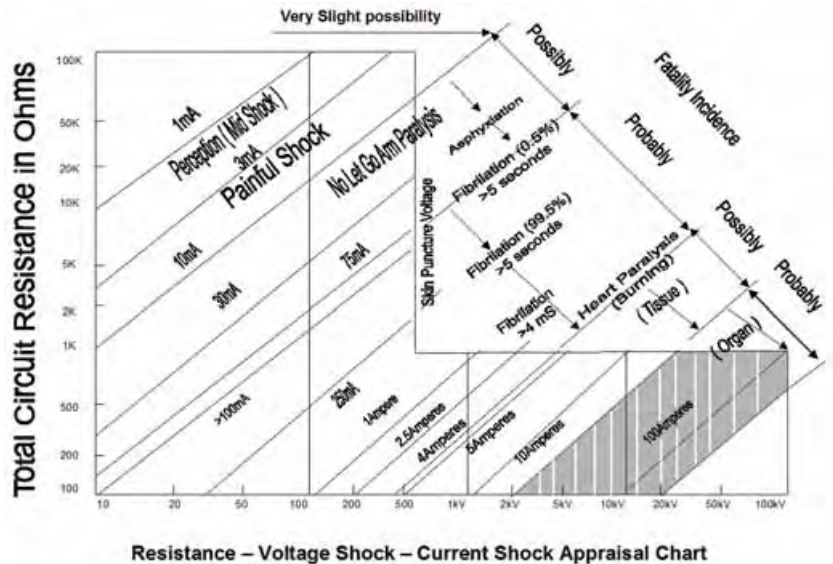 Very Slight possibility
Possibly
Fatality Incidence
Probably
Possibly
Probably
TOtal Circuit Resistance in Ohms
100K
50K
20K
10K
5K
2K
1K
500
200
100
1mA
Perception ( Mid Shock )
3mA
Painful Shock
No Let Go Arm Paralysis
10mA
30mA
75mA
>100mA
250mA
1Ampere
2.5Amperes
4Amperes
5Amperes
10Amperes
100Amperes
Skin Puncture Voltage
Asphyxiation
Fibrilation (0.5%)
>5 seconds
Fibrilation (99.5%)
>5 seconds
Fibrilation
>4 mS
Heart Paralysis
(Burning)
( Tissue )
( Organ )
10
20
50
100
200
500
1kV
2kV
5kV
10kV
20kV
50kV
100kV
Resistance – Voltage Shock – Current Shock Appraisal Chart